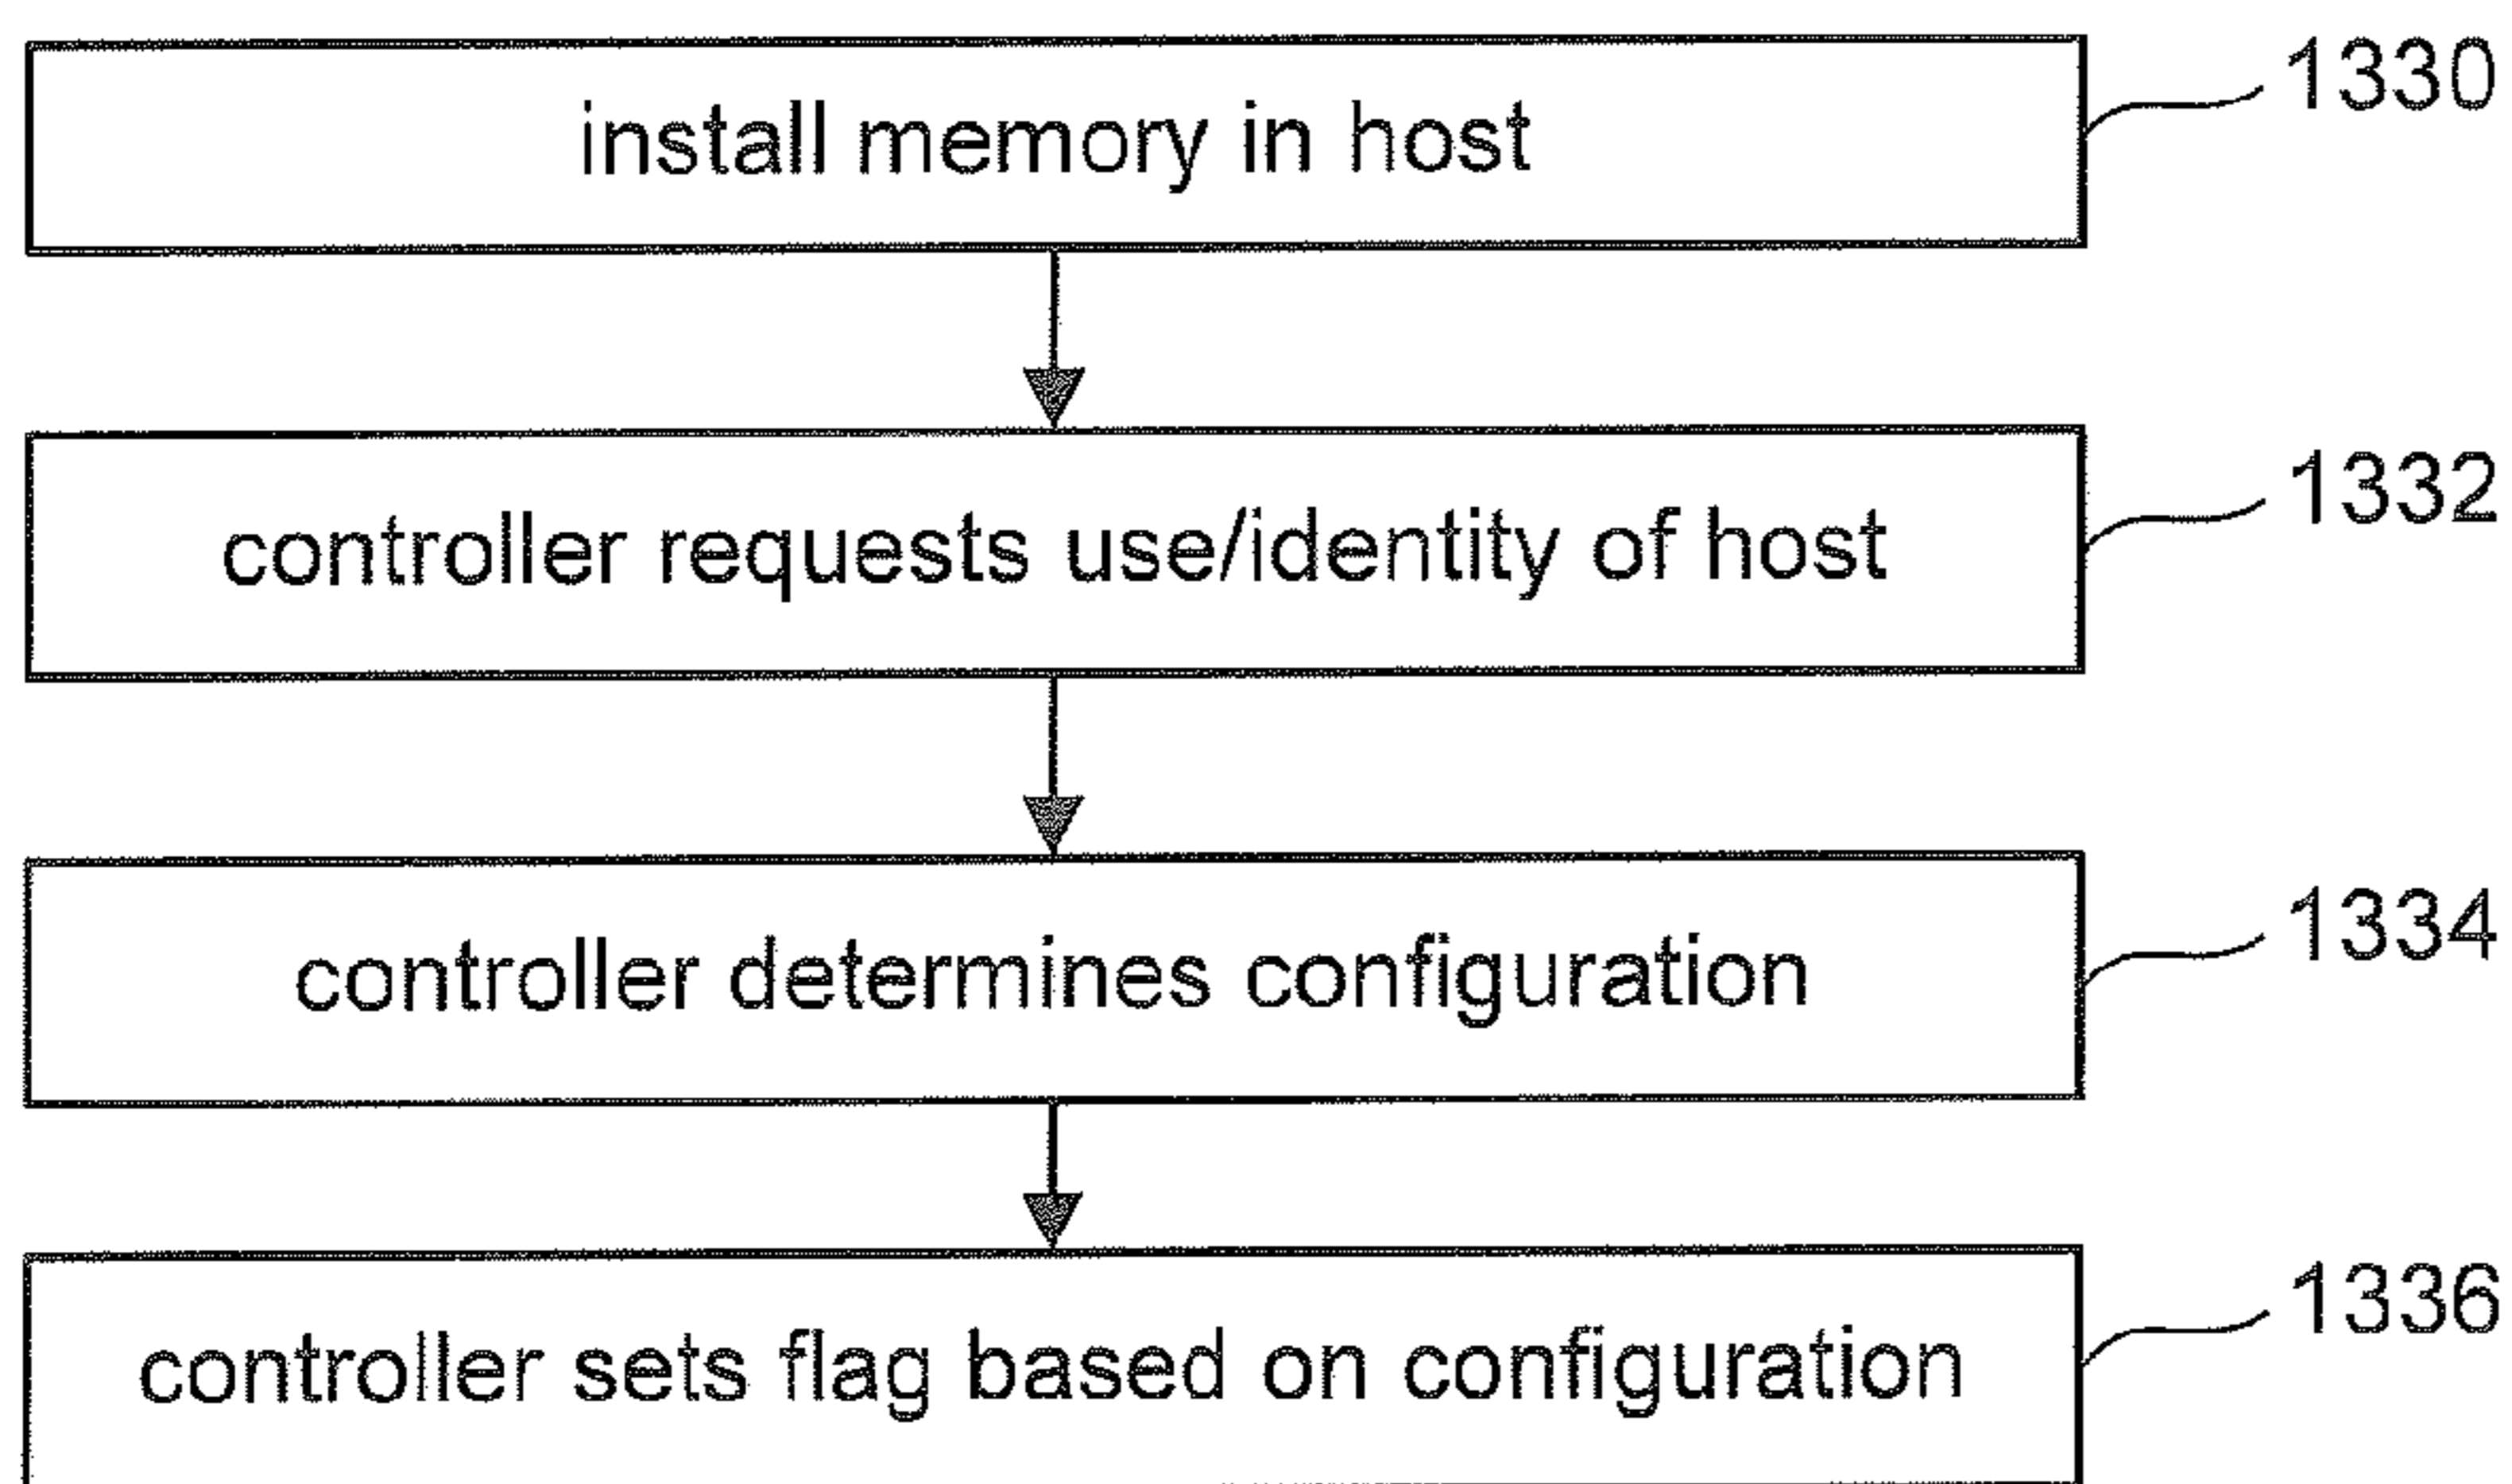 install memory in host 1330
controller requests use/identity of host 1332
controller determines configuration 1334
controller sets flag based on configuration 1336